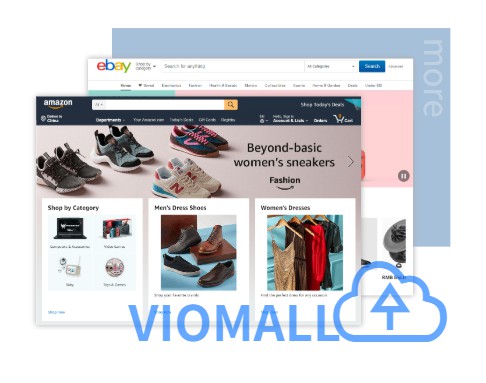 more
ebay
Shop by
category
Search for anything
All Categories
Search
Advanced
Home Saved Electronics Fashion Health & Beauty Motors Collectibles Sports Home & Garden Deals Under $10
amazon
All
Shop Today's Deals
Deliver to
China
Departments
Your Amazon.com Today's Deals Gift Cards Registry
EN
Hello, Sign in
Account & Lists
Orders
Cart
Beyond-basic
women's sneakers
Fashion
Shop by Category
Men's Dress Shoes
Women's Dresses
Computers & Accessories
Video Games
Baby
Toys & Games
Shop your favorite brands
Find the perfect dress for any occasion
Shop now
VIOMALL